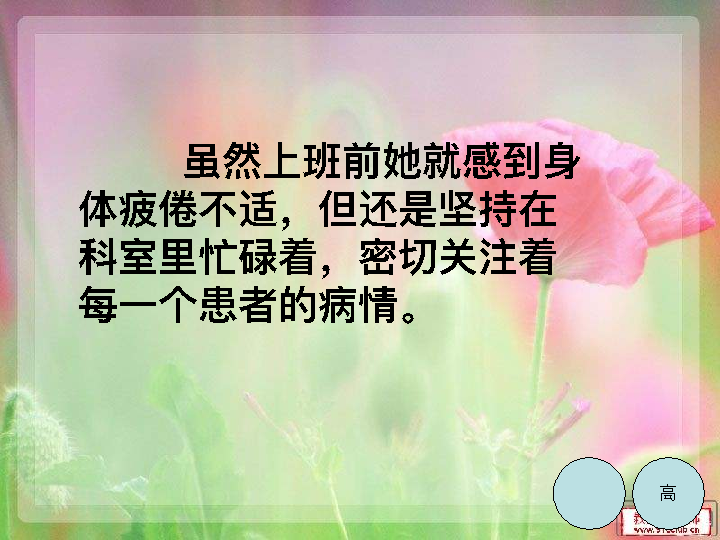 虽然上班前她就感到身
体疲倦不适，但还是坚持在
科室里忙碌着，密切关注着
每一个患者的病情。
高